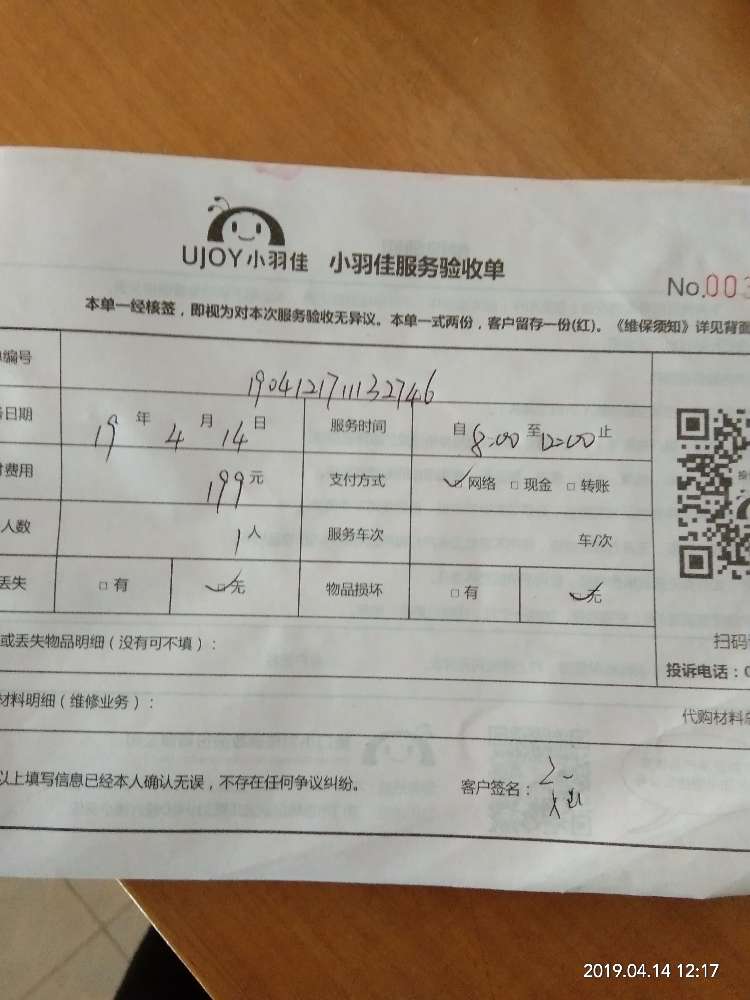 UJOY小羽佳 小羽佳服务验收单
No.003
本单一经核签，即视为对本次服务验收无异议。本单一式两份，客户留存一份(红)。《维保须知》详见背面
编号 1904121711132746
日期 19 年 4 月 14 日 服务时间 自 8:00 至 12:00 止
费用 199 元 支付方式 网络 现金 转账
人数 1人 服务车次 车/次
丢失 有 无 物品损坏 有 无
扫码
或丢失物品明细（没有可不填）：
投诉电话：0
材料明细（维修业务）：
代购材料
以上填写信息已经本人确认无误，不存在任何争议纠纷。 客户签名：
2019.04.14 12:17